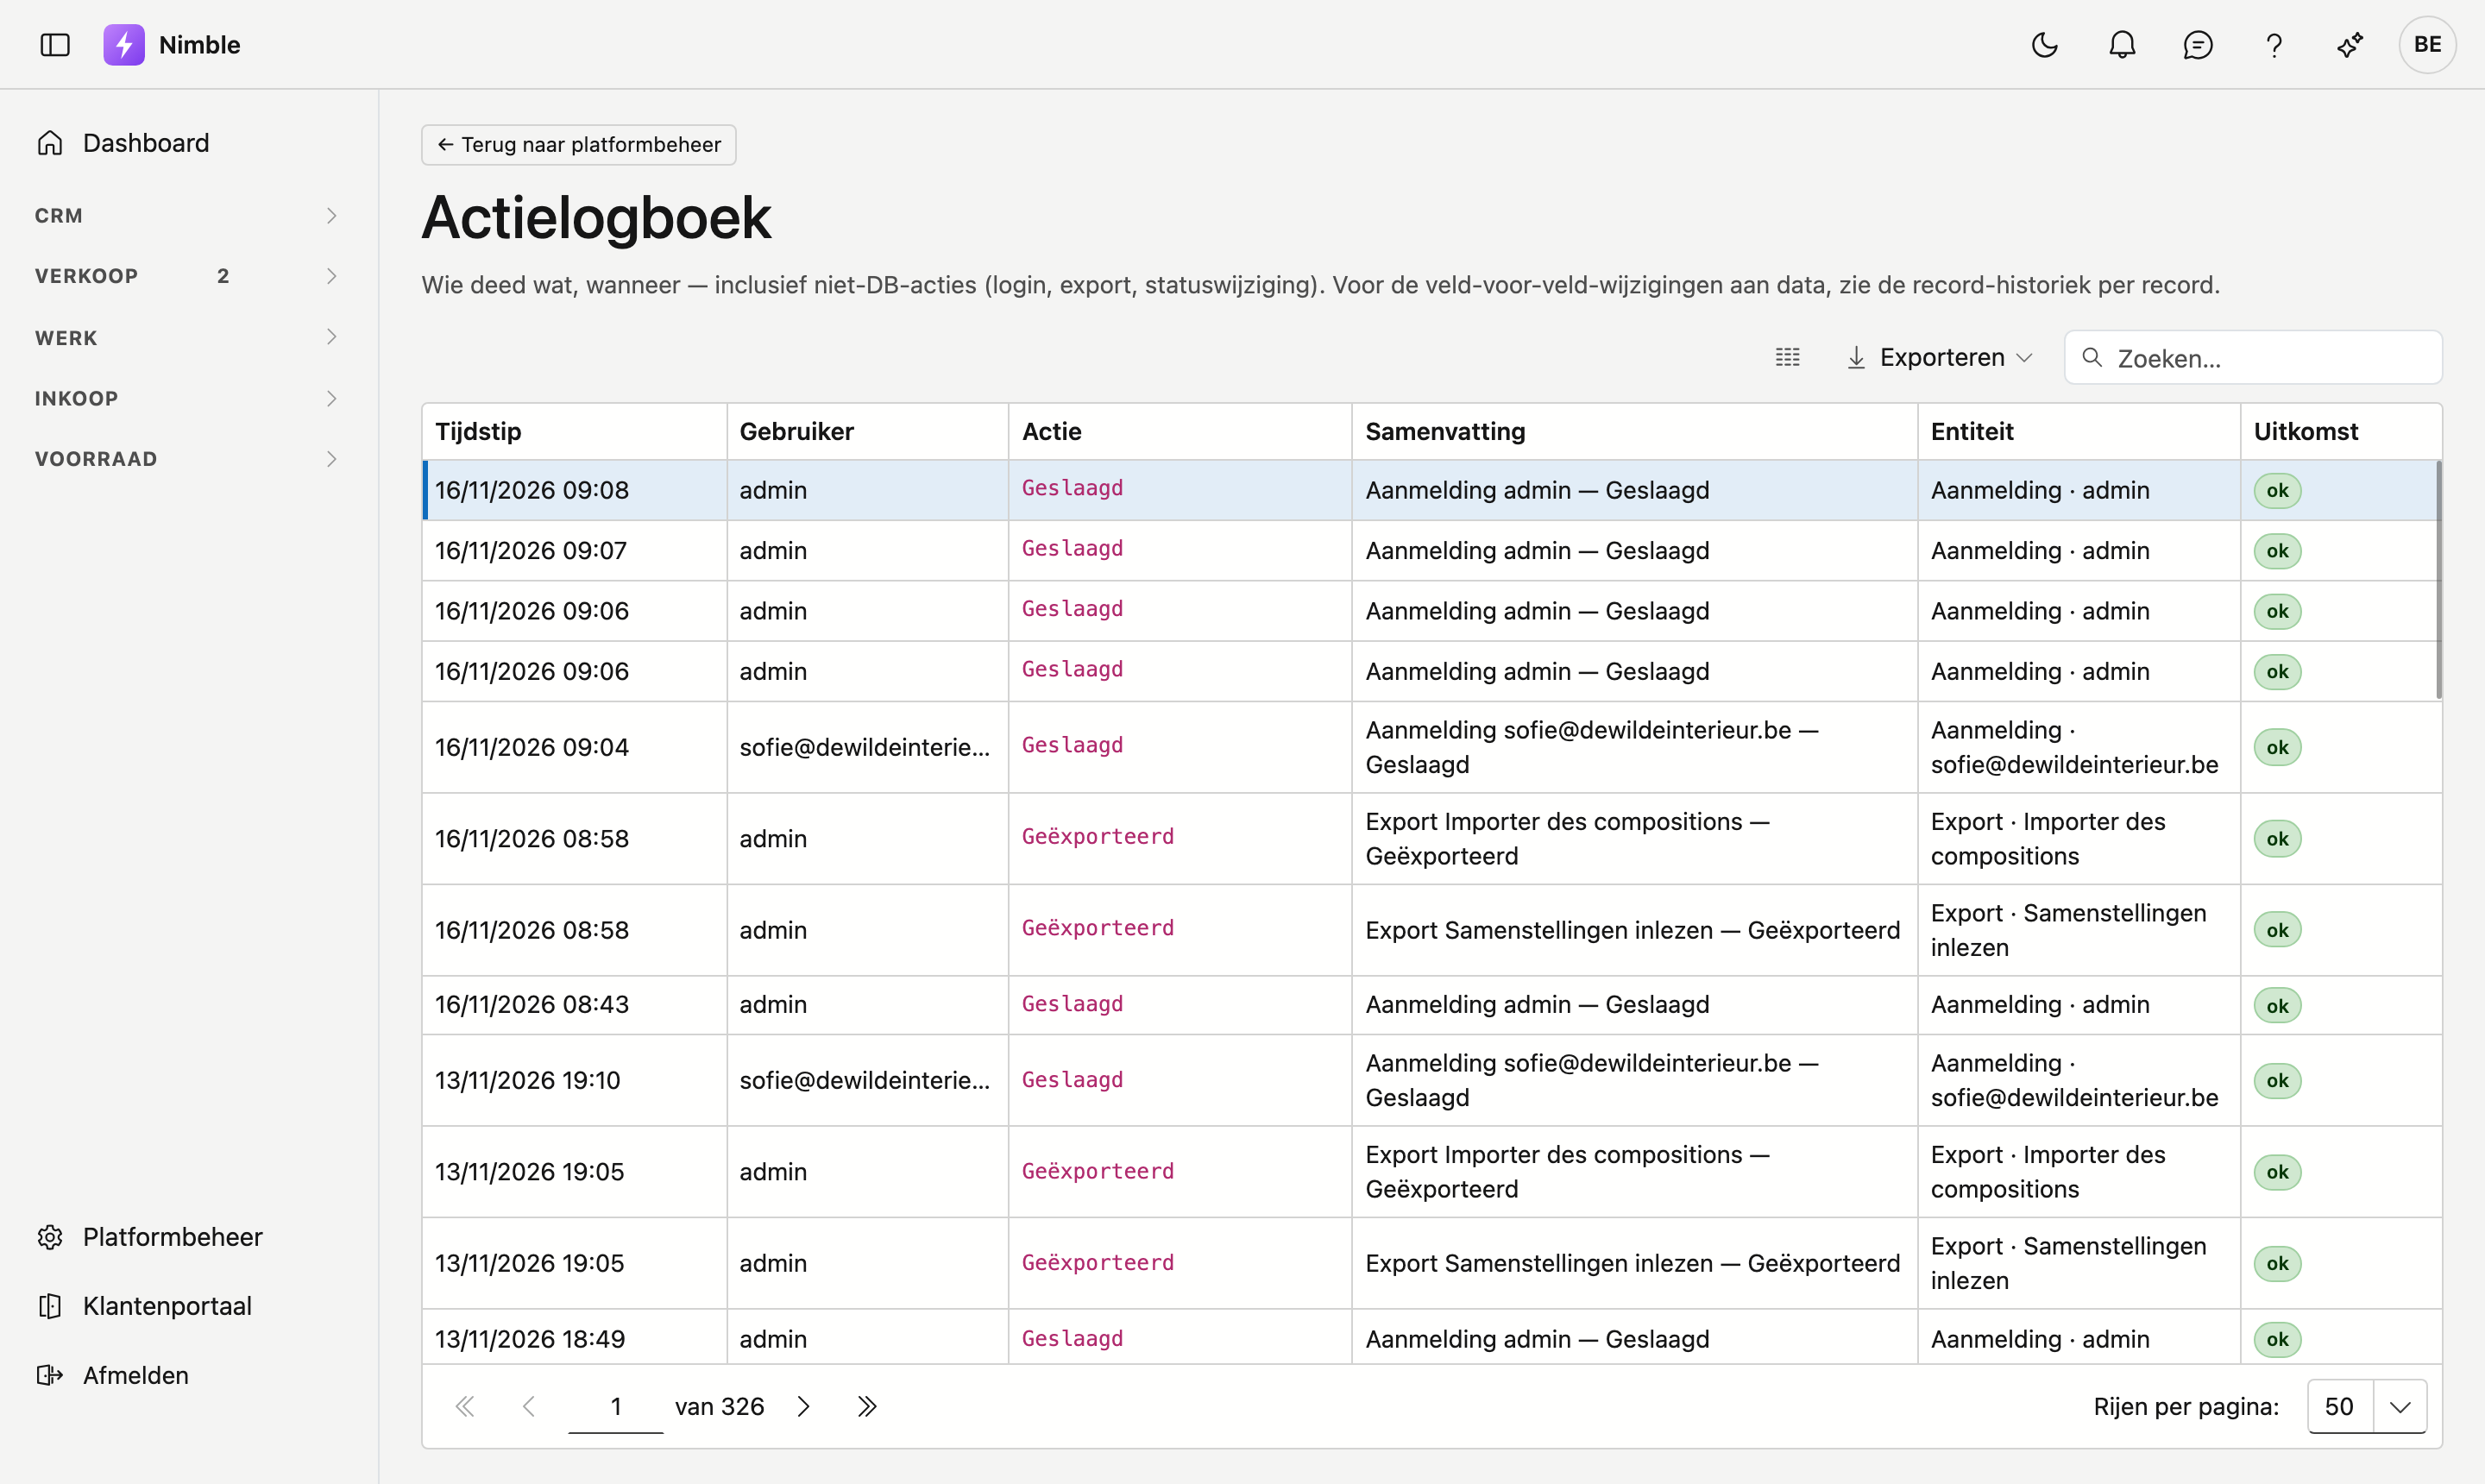 Nimble
BE
Dashboard
CRM
VERKOOP 2
WERK
INKOOP
VOORRAAD
Platformbeheer
Klantenportaal
Afmelden
← Terug naar platformbeheer
Actielogboek
Wie deed wat, wanneer — inclusief niet-DB-acties (login, export, statuswijziging). Voor de veld-voor-veld-wijzigingen aan data, zie de record-historiek per record.
Exporteren
Zoeken...
Tijdstip Gebruiker Actie Samenvatting Entiteit Uitkomst
16/11/2026 09:08 admin Geslaagd Aanmelding admin — Geslaagd Aanmelding · admin ok
16/11/2026 09:07 admin Geslaagd Aanmelding admin — Geslaagd Aanmelding · admin ok
16/11/2026 09:06 admin Geslaagd Aanmelding admin — Geslaagd Aanmelding · admin ok
16/11/2026 09:06 admin Geslaagd Aanmelding admin — Geslaagd Aanmelding · admin ok
16/11/2026 09:04 sofie@dewildeinterie... Geslaagd Aanmelding sofie@dewildeinterieur.be — Geslaagd Aanmelding · sofie@dewildeinterieur.be ok
16/11/2026 08:58 admin Geëxporteerd Export Importer des compositions — Geëxporteerd Export · Importer des compositions ok
16/11/2026 08:58 admin Geëxporteerd Export Samenstellingen inlezen — Geëxporteerd Export · Samenstellingen inlezen ok
16/11/2026 08:43 admin Geslaagd Aanmelding admin — Geslaagd Aanmelding · admin ok
13/11/2026 19:10 sofie@dewildeinterie... Geslaagd Aanmelding sofie@dewildeinterieur.be — Geslaagd Aanmelding · sofie@dewildeinterieur.be ok
13/11/2026 19:05 admin Geëxporteerd Export Importer des compositions — Geëxporteerd Export · Importer des compositions ok
13/11/2026 19:05 admin Geëxporteerd Export Samenstellingen inlezen — Geëxporteerd Export · Samenstellingen inlezen ok
13/11/2026 18:49 admin Geslaagd Aanmelding admin — Geslaagd Aanmelding · admin ok
1 van 326
Rijen per pagina: 50